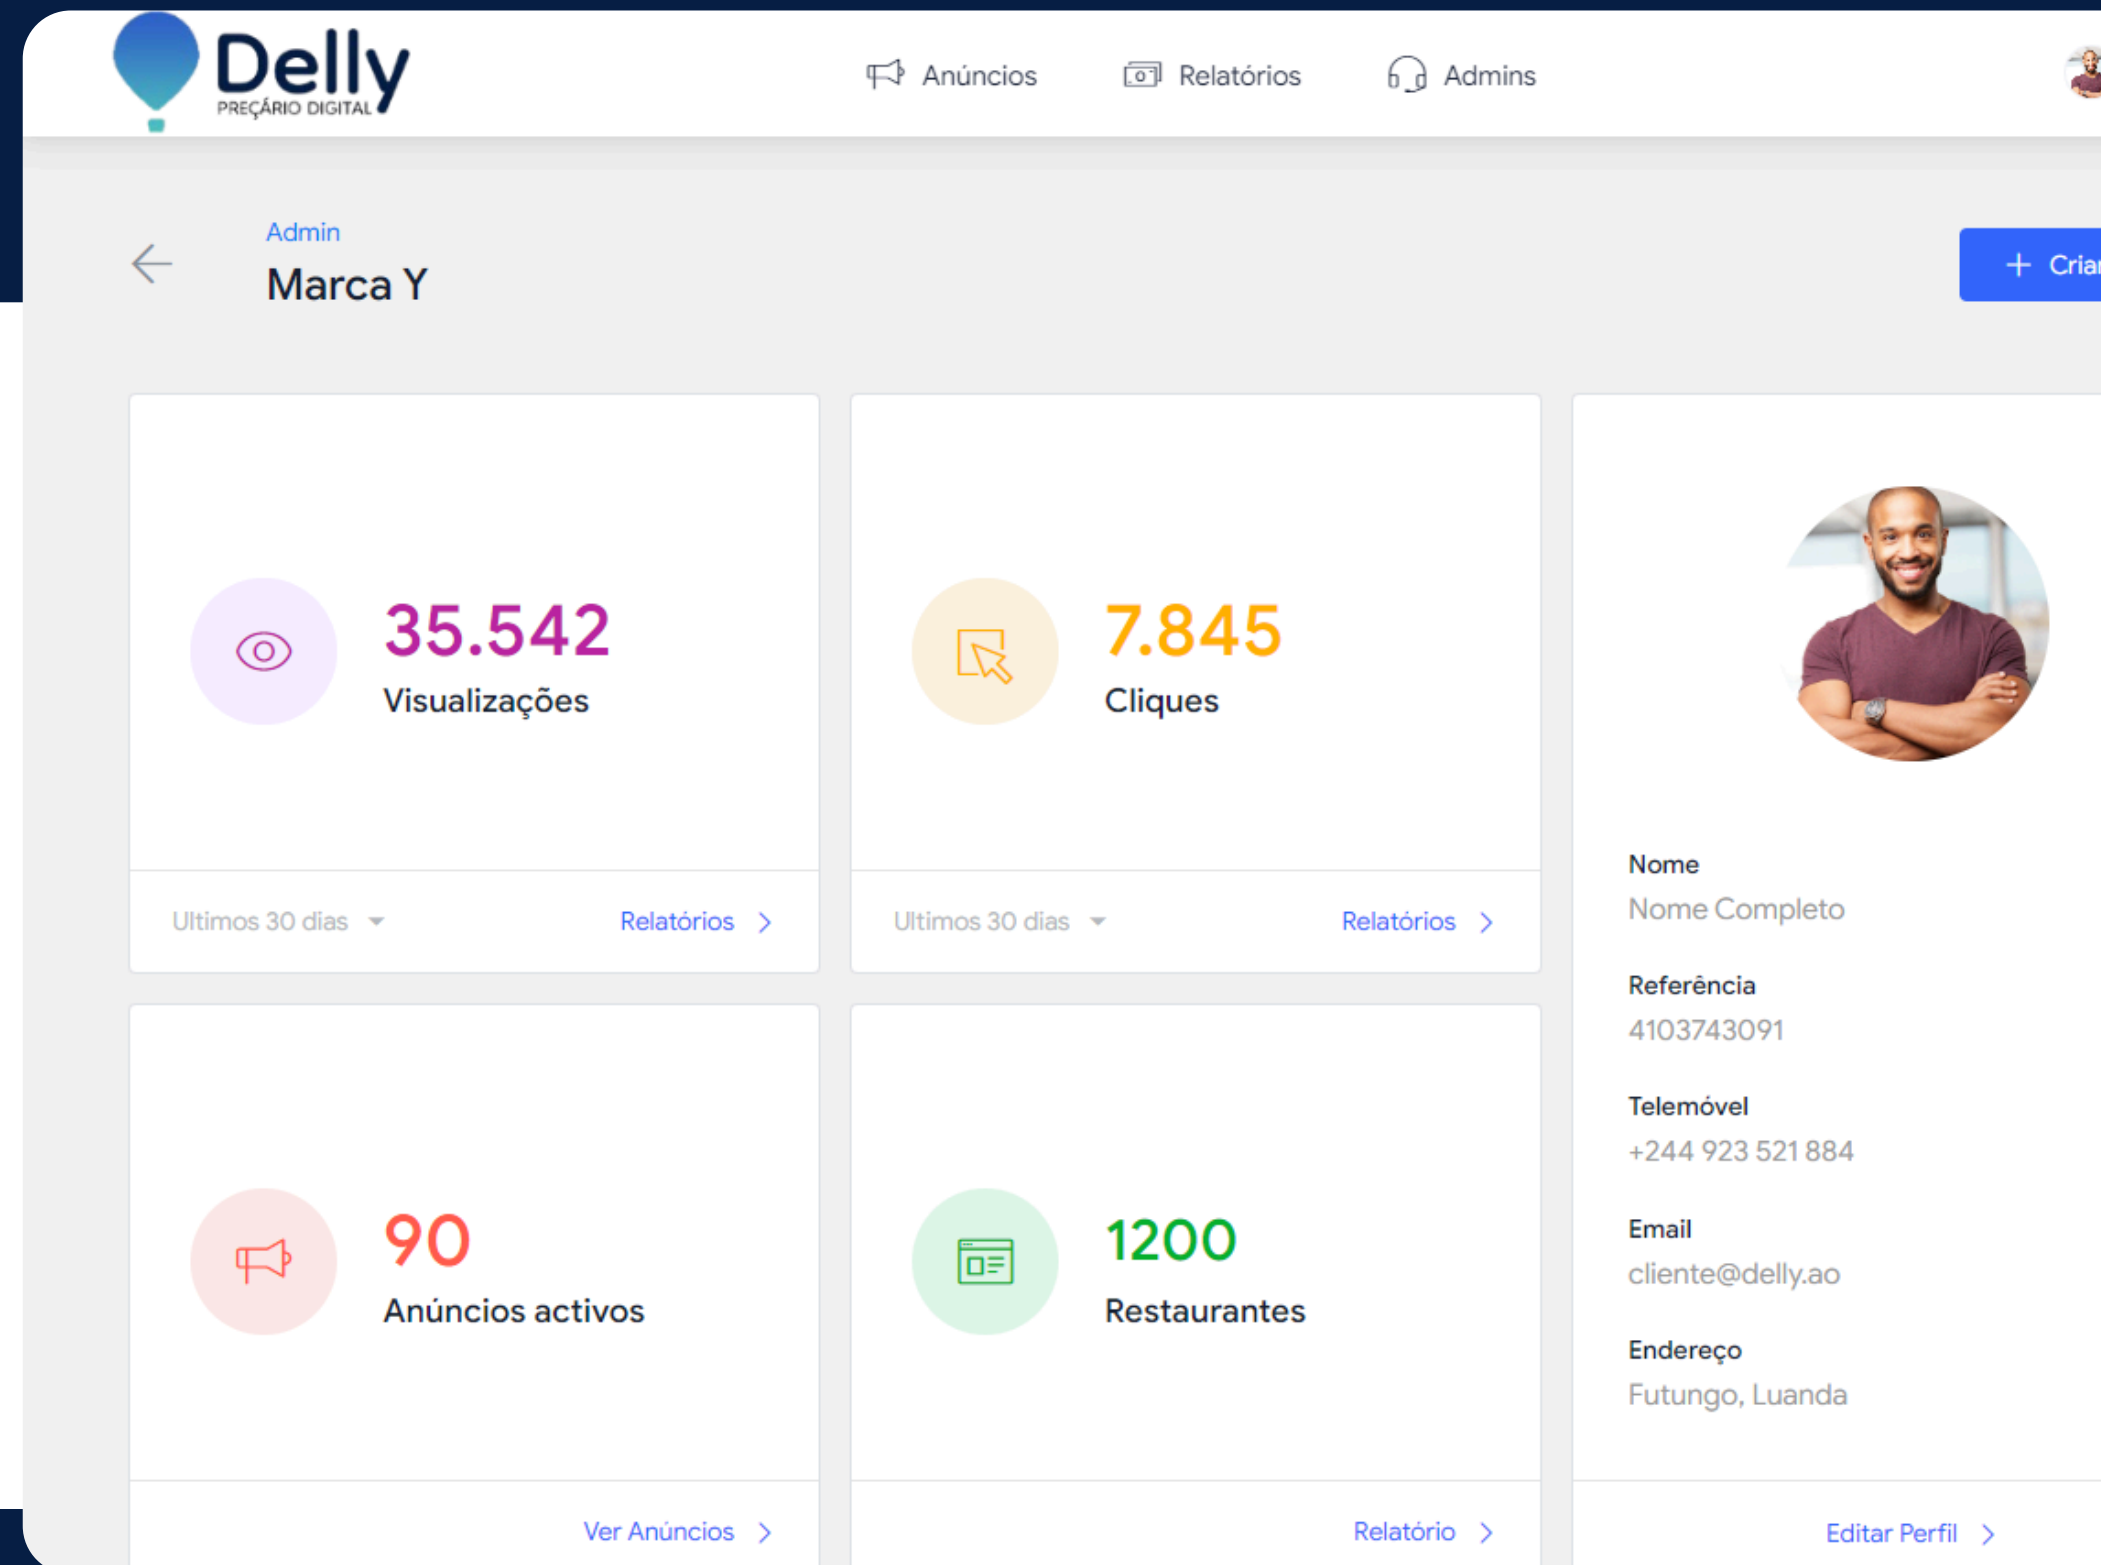 Delly
PREÇÁRIO DIGITAL
Anúncios
Relatórios
Admins
Admin
Marca Y
+ Criar
35.542
Visualizações
Ultimos 30 dias
Relatórios
7.845
Cliques
Ultimos 30 dias
Relatórios
90
Anúncios activos
Ver Anúncios
1200
Restaurantes
Relatório
Nome
Nome Completo
Referência
4103743091
Telemóvel
+244 923 521 884
Email
cliente@delly.ao
Endereço
Futungo, Luanda
Editar Perfil